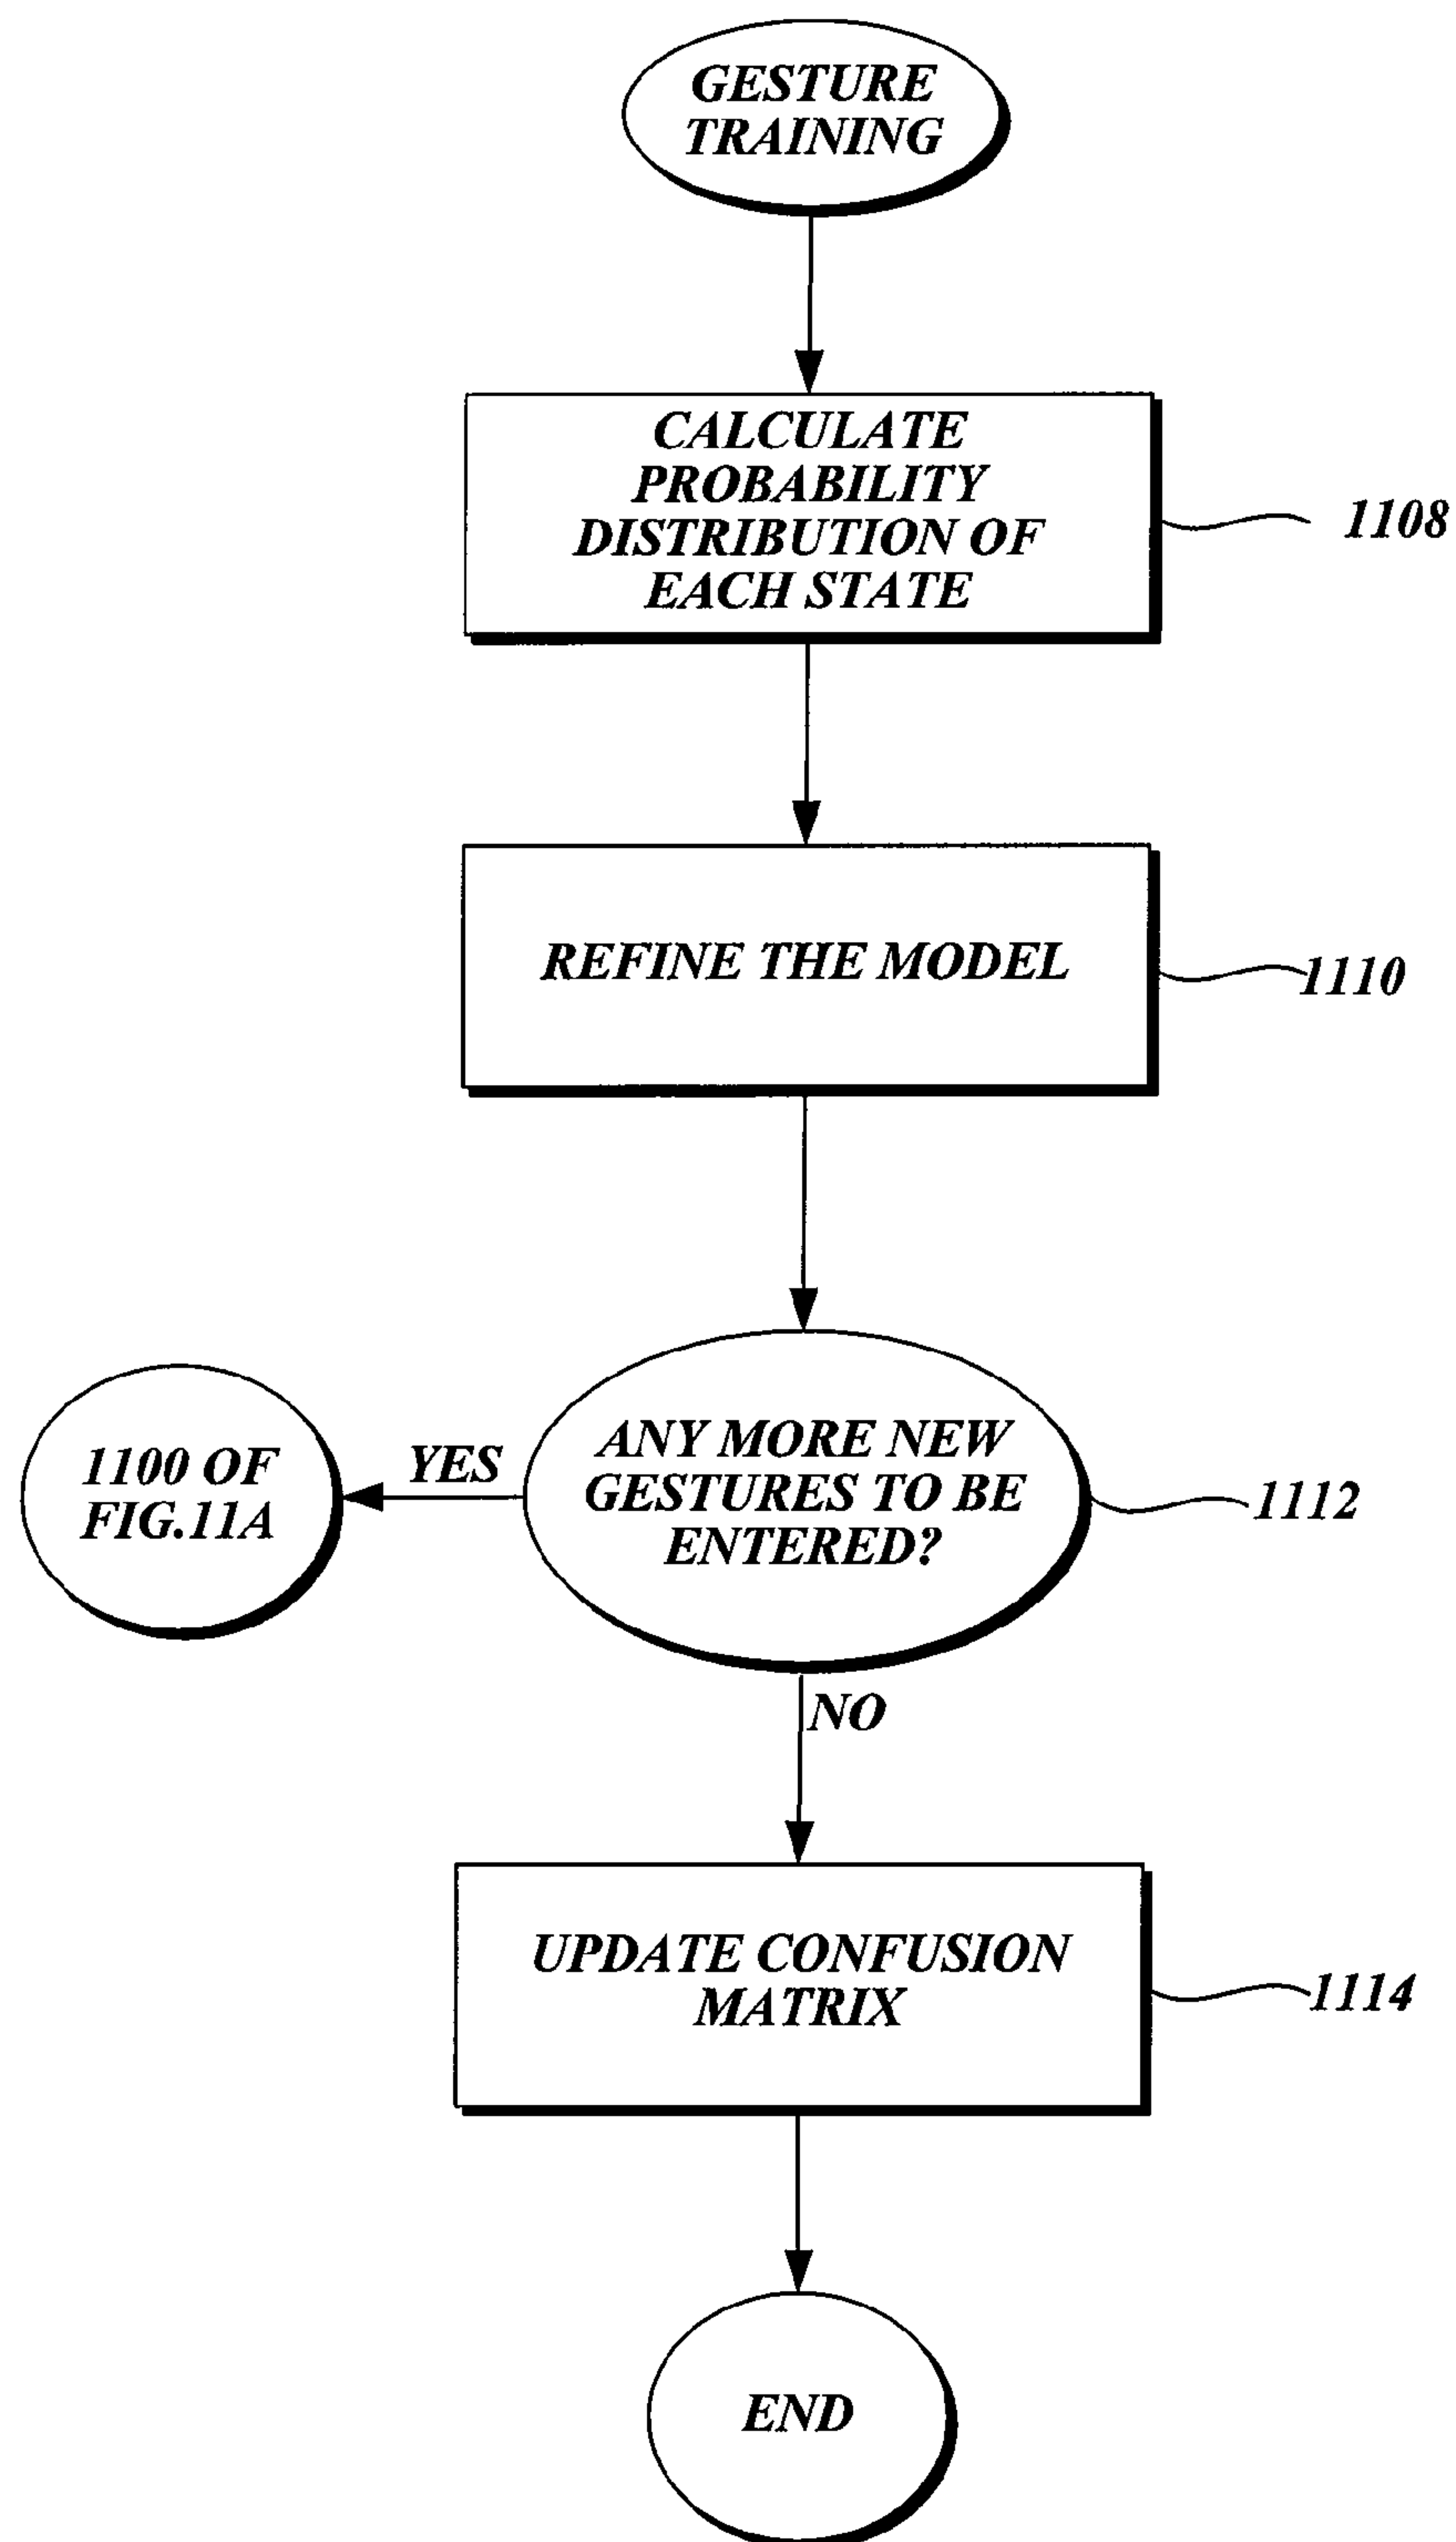 GESTURE
TRAINING
CALCULATE
PROBABILITY
DISTRIBUTION OF
EACH STATE
1108
REFINE THE MODEL
1110
ANY MORE NEW
GESTURES TO BE
ENTERED?
1112
YES
1100 OF
FIG.11A
NO
UPDATE CONFUSION
MATRIX
1114
END